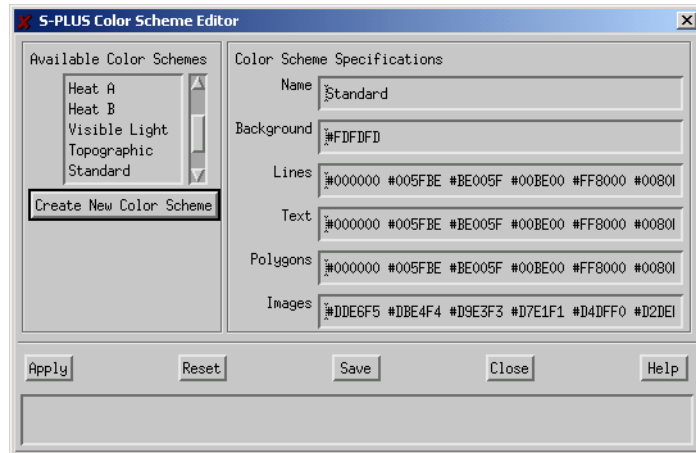 S-PLUS Color Scheme Editor
Available Color Schemes
Heat A
Heat B
Visible Light
Topographic
Standard
Create New Color Scheme
Color Scheme Specifications
Name
Standard
Background
#FDFDFD
Lines
#000000 #005FBE #BE005F #00BE00 #FF8000
Text
#000000 #005FBE #BE005F #00BE00 #FF8000
Polygons
#000000 #005FBE #BE005F #00BE00 #FF8000
Images
#DDE6F5 #DBE4F4 #D9E3F3 #D7E1F1 #D4DFF0
Apply
Reset
Save
Close
Help